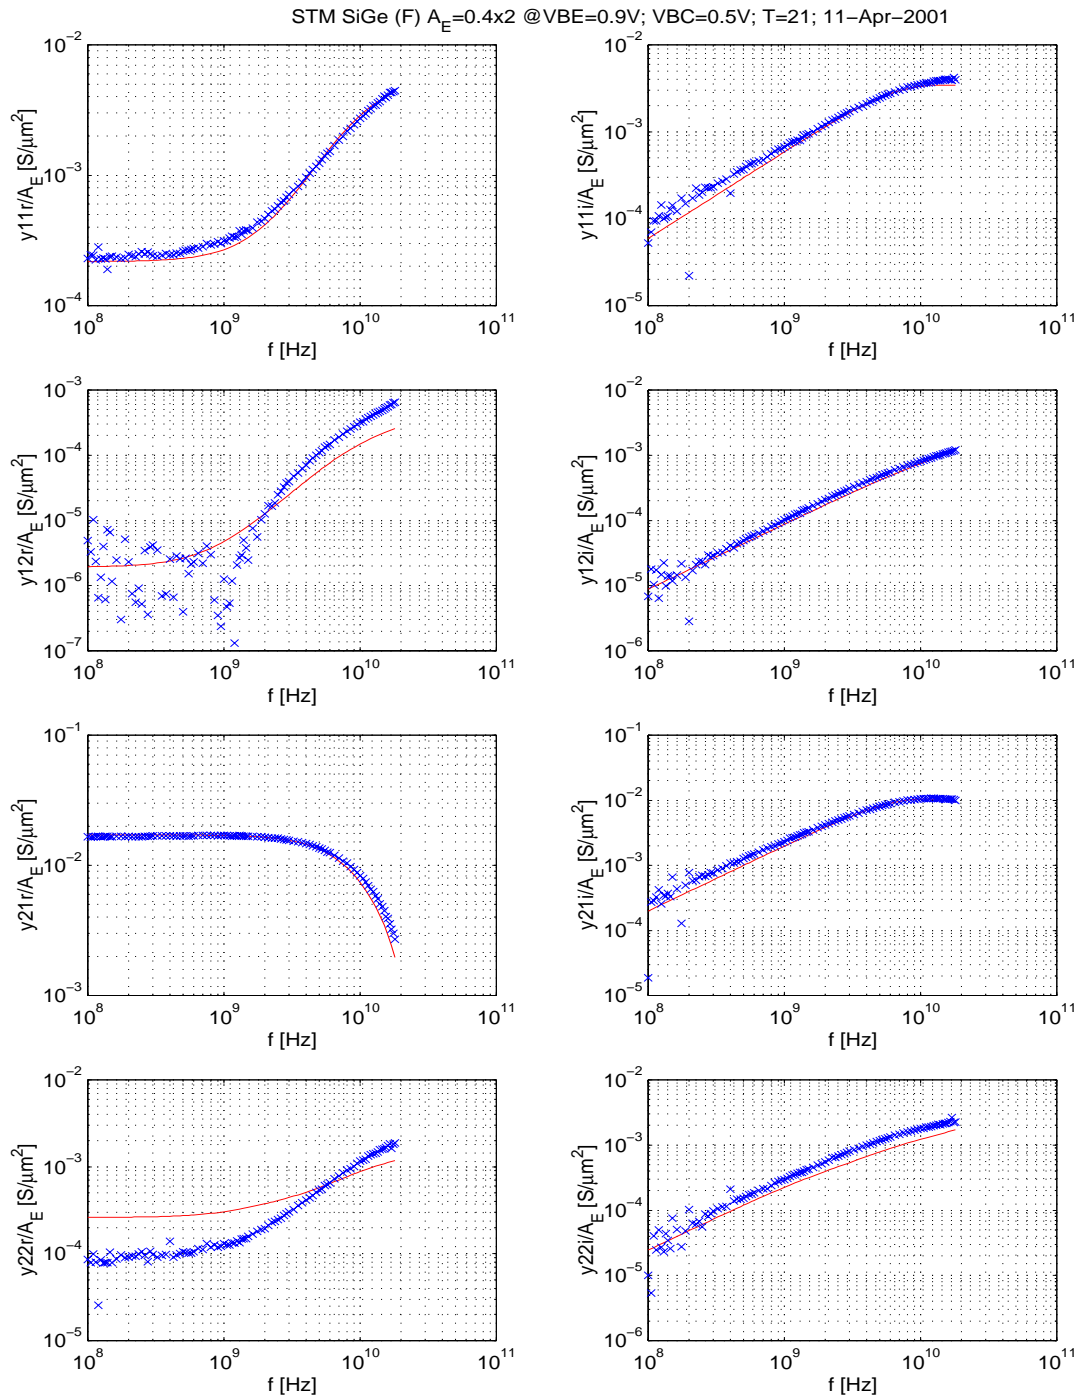 STM SiGe (F) A_E=0.4x2 @VBE=0.9V; VBC=0.5V; T=21; 11−Apr−2001
10^−2
10^−3
10^−4
y11r/A_E [S/μm^2]
10^8 10^9 10^10 10^11
f [Hz]
10^−2
10^−3
10^−4
10^−5
y11i/A_E [S/μm^2]
10^8 10^9 10^10 10^11
f [Hz]
10^−3
10^−4
10^−5
10^−6
10^−7
y12r/A_E [S/μm^2]
10^8 10^9 10^10 10^11
f [Hz]
10^−2
10^−3
10^−4
10^−5
10^−6
y12i/A_E [S/μm^2]
10^8 10^9 10^10 10^11
f [Hz]
10^−1
10^−2
10^−3
y21r/A_E [S/μm^2]
10^8 10^9 10^10 10^11
f [Hz]
10^−1
10^−2
10^−3
10^−4
10^−5
y21i/A_E [S/μm^2]
10^8 10^9 10^10 10^11
f [Hz]
10^−2
10^−3
10^−4
10^−5
y22r/A_E [S/μm^2]
10^8 10^9 10^10 10^11
f [Hz]
10^−2
10^−3
10^−4
10^−5
10^−6
y22i/A_E [S/μm^2]
10^8 10^9 10^10 10^11
f [Hz]